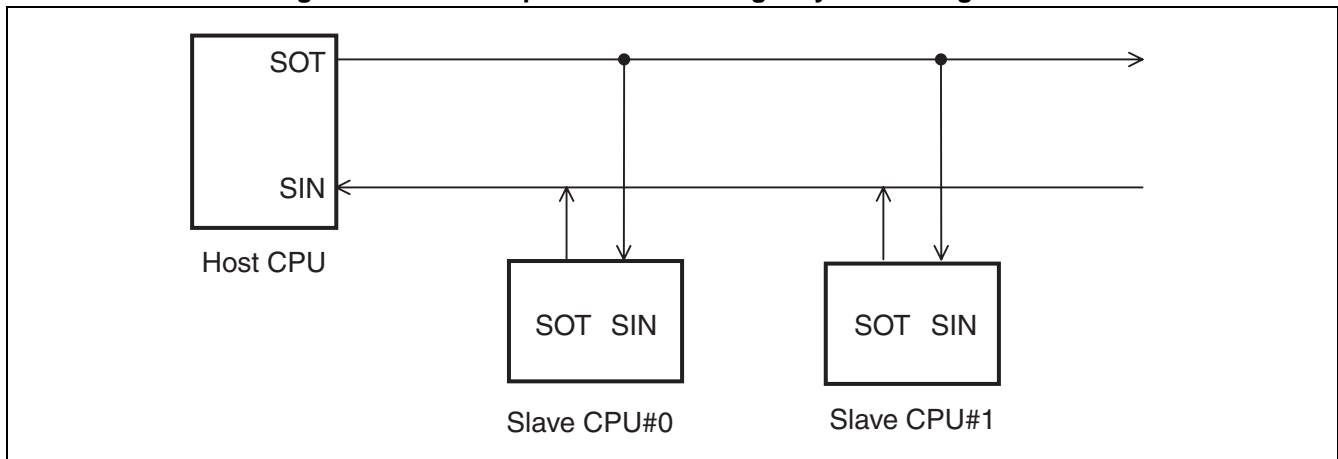 SOT
SIN
Host CPU
SOT SIN
SOT SIN
Slave CPU#0
Slave CPU#1